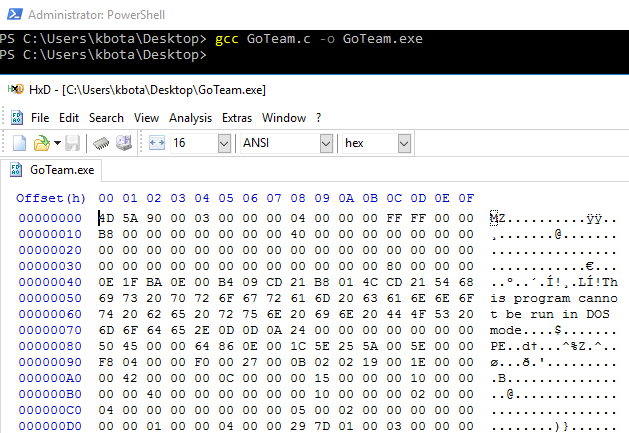 Administrator: PowerShell
PS C:\Users\kbota\Desktop> gcc GoTeam.c -o GoTeam.exe
PS C:\Users\kbota\Desktop>
HxD - [C:\Users\kbota\Desktop\GoTeam.exe]
File Edit Search View Analysis Extras Window ?
16 ANSI hex
GoTeam.exe
Offset(h) 00 01 02 03 04 05 06 07 08 09 0A 0B 0C 0D 0E 0F
00000000 4D 5A 90 00 03 00 00 00 04 00 00 00 FF FF 00 00 MZ..........ÿÿ..
00000010 B8 00 00 00 00 00 00 00 40 00 00 00 00 00 00 00 ¸.......@.......
00000020 00 00 00 00 00 00 00 00 00 00 00 00 00 00 00 00 ................
00000030 00 00 00 00 00 00 00 00 00 00 00 00 80 00 00 00 ............€...
00000040 0E 1F BA 0E 00 B4 09 CD 21 B8 01 4C CD 21 54 68 ..º..´.Í!¸.LÍ!Th
00000050 69 73 20 70 72 6F 67 72 61 6D 20 63 61 6E 6E 6F is program canno
00000060 74 20 62 65 20 72 75 6E 20 69 6E 20 44 4F 53 20 t be run in DOS
00000070 6D 6F 64 65 2E 0D 0D 0A 24 00 00 00 00 00 00 00 mode....$.......
00000080 50 45 00 00 64 86 0E 00 1C 5E 25 5A 00 5E 00 00 PE..d†...^%Z.^..
00000090 F8 04 00 00 F0 00 27 00 0B 02 02 19 00 1E 00 00 ø...ð.'.........
000000A0 00 42 00 00 00 0C 00 00 00 15 00 00 00 10 00 00 .B..............
000000B0 00 00 40 00 00 00 00 00 00 10 00 00 00 02 00 00 ..@.............
000000C0 04 00 00 00 00 00 00 00 05 00 02 00 00 00 00 00 ................
000000D0 00 00 01 00 00 04 00 00 29 7D 01 00 03 00 00 00 ........)}......